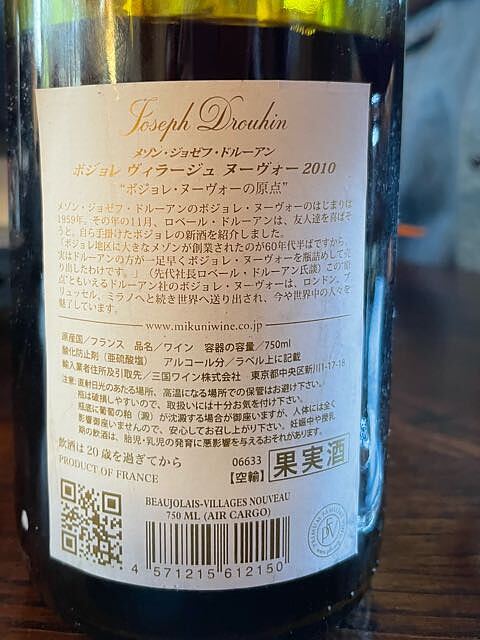 Joseph Drouhin
メゾン・ジョゼフ・ドルーアン
ボジョレ ヴィラージュ ヌーヴォー 2010
“ボジョレ・ヌーヴォーの原点”
メゾン・ジョゼフ・ドルーアンのボジョレ・ヌーヴォーのはじまりは
1959年。その年の11月、ロベール・ドルーアンは、友人達を喜ばそ
うと、自ら手掛けたボジョレの新酒を紹介しました。
「ボジョレ地区に大きなメゾンが創業されたのが60年代半ばですから、
実はドルーアンの方が一足早くボジョレ・ヌーヴォーを瓶詰めして売
り出したわけです。」（先代社長ロベール・ドルーアン氏談）この“原
点”ともいえるドルーアン社のボジョレ・ヌーヴォーは、ロンドン、ブ
リュッセル、ミラノへと続き世界へ送り出され、今や世界中の人々を
魅了しています。
www.mikuniwine.co.jp
原産国／フランス 品名／ワイン 容器の容量／750ml
酸化防止剤（亜硫酸塩） アルコール分／ラベル上に記載
輸入業者住所及引取先／三国ワイン株式会社 東京都中央区新川1-17-18
注意：直射日光のあたる場所、高温になる場所での保管はお避け下さい。
瓶は破損しやすいので、取扱いには十分お気を付け下さい。
瓶底に葡萄の粉（澱）が沈澱する場合が御座いますが、人体には全く
影響御座いませんので、安心してお召し上がり下さい。妊娠中や授乳
期の飲酒は、胎児・乳児の発育に悪影響を与えるおそれがあります。
飲酒は20歳を過ぎてから
PRODUCT OF FRANCE
06633
【空輸】
果実酒
BEAUJOLAIS-VILLAGES NOUVEAU
750 ML (AIR CARGO)
4 571215 612150